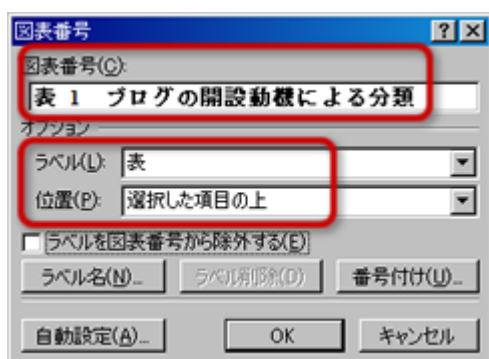 図表番号
図表番号(C):
表 1　ブログの開設動機による分類
オプション
ラベル(L): 表
位置(P): 選択した項目の上
ラベルを図表番号から除外する(E)
ラベル名(N)... ラベル削除(D) 番号付け(U)...
自動設定(A)... OK キャンセル